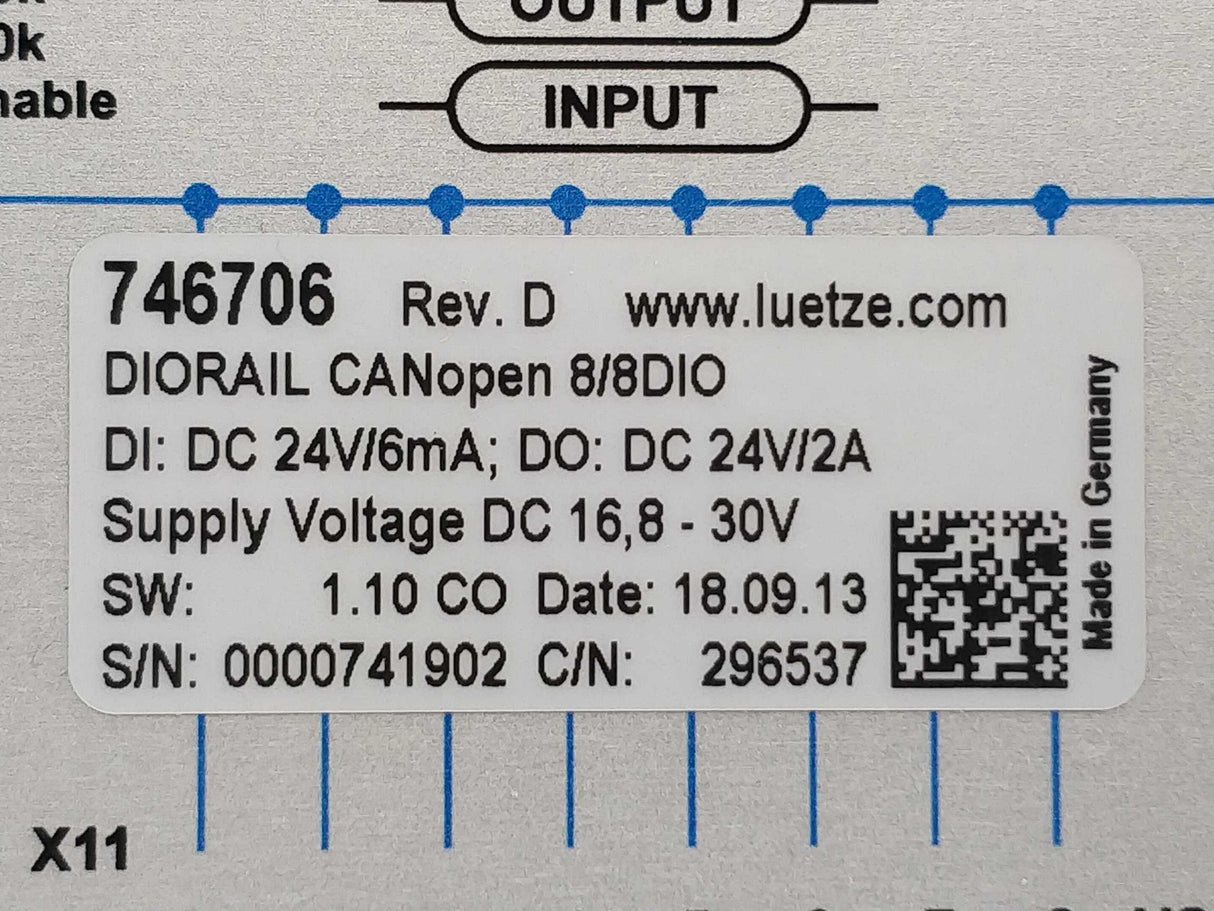 OUTPUT
0k
nable
INPUT
746706 Rev. D www.luetze.com
DIORAIL CANopen 8/8DIO
DI: DC 24V/6mA; DO: DC 24V/2A
Supply Voltage DC 16,8 - 30V
SW: 1.10 CO Date: 18.09.13
S/N: 0000741902 C/N: 296537
Made in Germany
X11